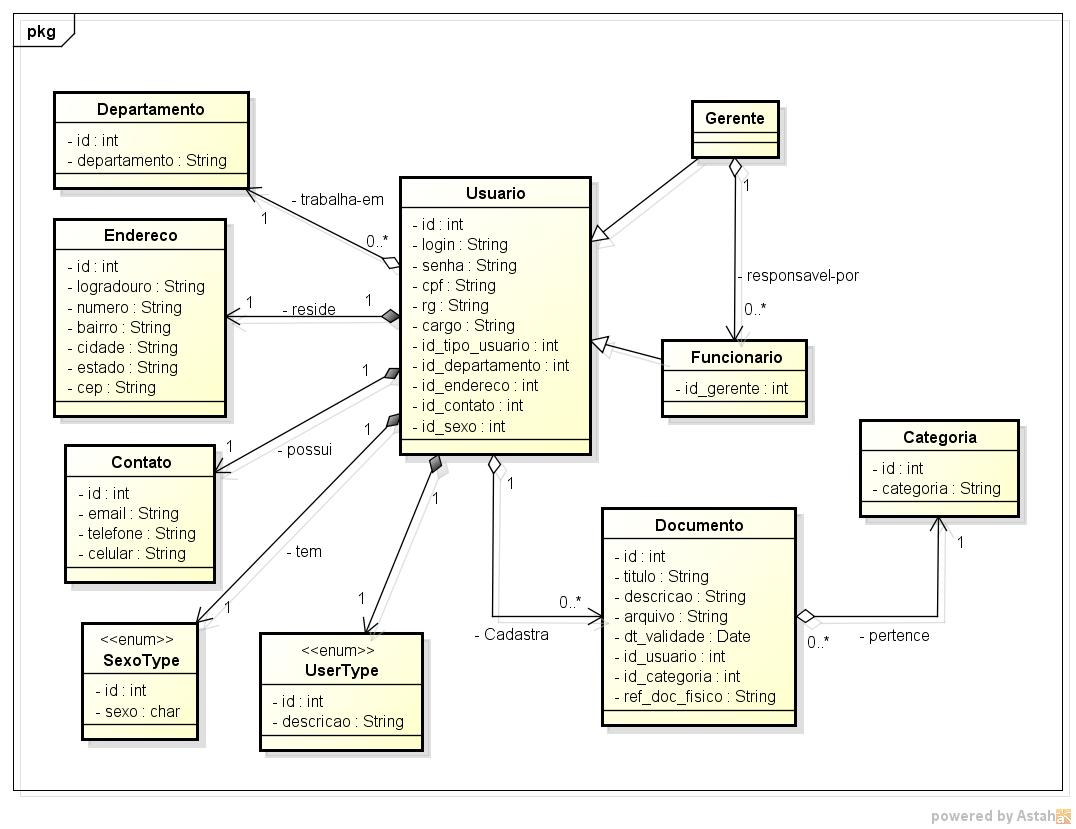 pkg
Departamento
- id : int
- departamento : String
Gerente
1
- responsavel-por
0..*
Usuario
- id : int
- login : String
- senha : String
- cpf : String
- rg : String
- cargo : String
- id_tipo_usuario : int
- id_departamento : int
- id_endereco : int
- id_contato : int
- id_sexo : int
- trabalha-em
1
0..*
Endereco
- id : int
- logradouro : String
- numero : String
- bairro : String
- cidade : String
- estado : String
- cep : String
1
- reside
1
Funcionario
- id_gerente : int
Contato
- id : int
- email : String
- telefone : String
- celular : String
1
1
- possui
1
- tem
1
Categoria
- id : int
- categoria : String
1
1
1
0..*
- Cadastra
Documento
- id : int
- titulo : String
- descricao : String
- arquivo : String
- dt_validade : Date
- id_usuario : int
- id_categoria : int
- ref_doc_fisico : String
0..*
- pertence
1
<<enum>>
SexoType
- id : int
- sexo : char
<<enum>>
UserType
- id : int
- descricao : String
powered by Astah